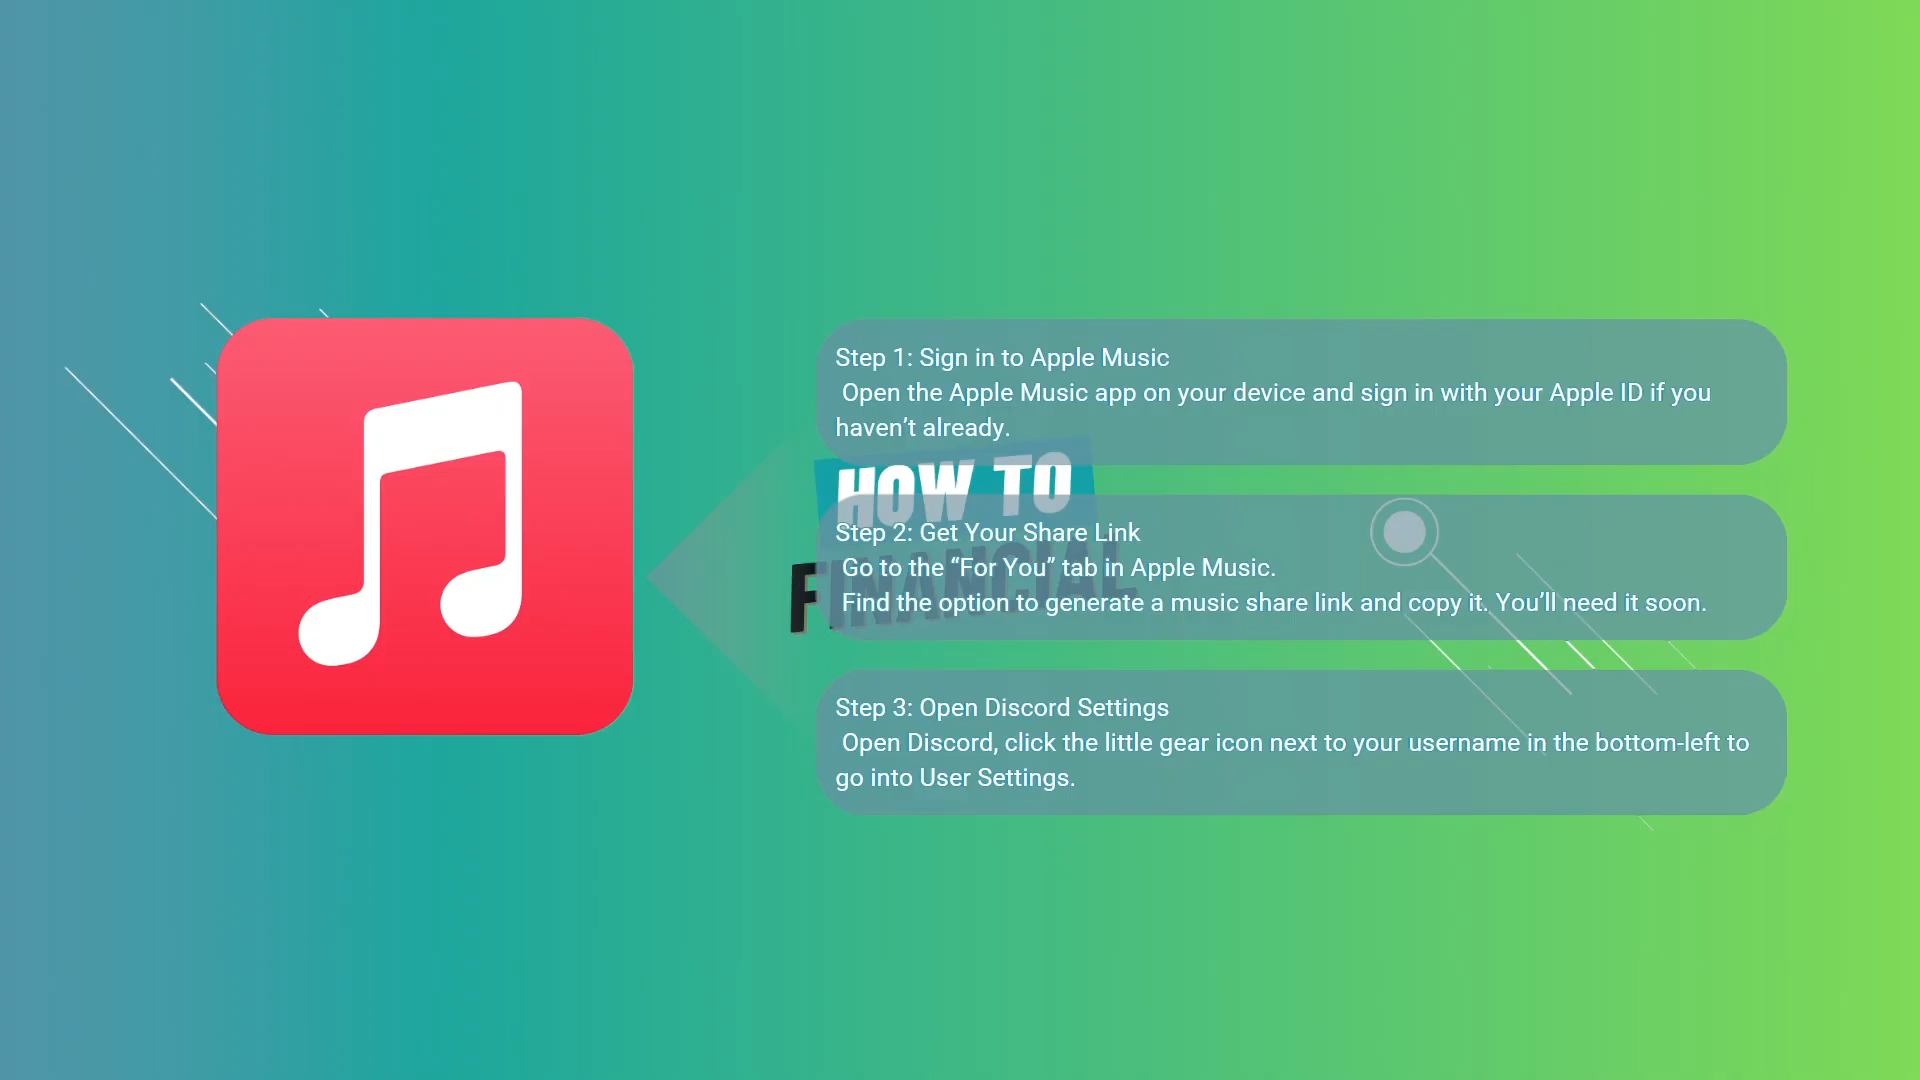 Step 1: Sign in to Apple Music
Open the Apple Music app on your device and sign in with your Apple ID if you
haven’t already.
HOW TO
FINANCIAL
Step 2: Get Your Share Link
Go to the “For You” tab in Apple Music.
Find the option to generate a music share link and copy it. You’ll need it soon.
Step 3: Open Discord Settings
Open Discord, click the little gear icon next to your username in the bottom-left to
go into User Settings.